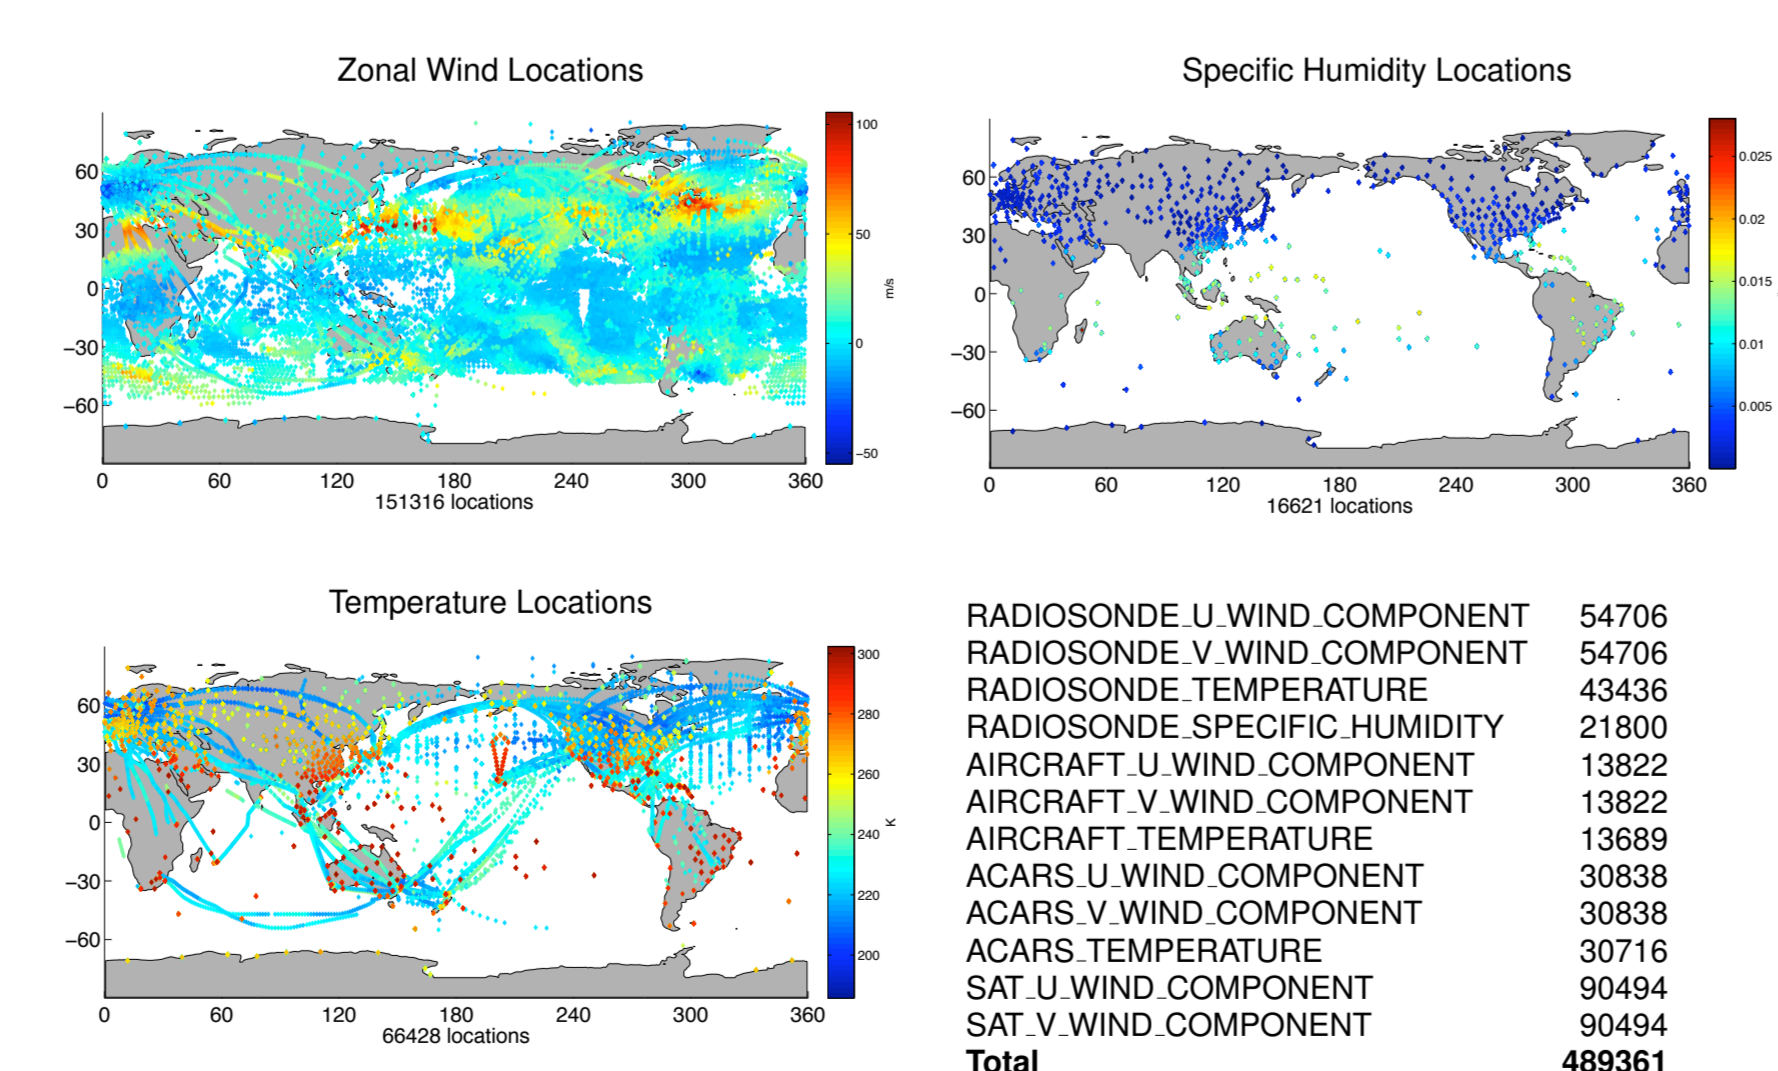 Zonal Wind Locations
60
30
0
−30
−60
0 60 120 180 240 300 360
151316 locations
100
50
0
−50
m/s
Specific Humidity Locations
60
30
0
−30
−60
0 60 120 180 240 300 360
16621 locations
0.025
0.02
0.015
0.01
0.005
Temperature Locations
60
30
0
−30
−60
0 60 120 180 240 300 360
66428 locations
300
280
260
240
220
200
K
RADIOSONDE_U_WIND_COMPONENT 54706
RADIOSONDE_V_WIND_COMPONENT 54706
RADIOSONDE_TEMPERATURE 43436
RADIOSONDE_SPECIFIC_HUMIDITY 21800
AIRCRAFT_U_WIND_COMPONENT 13822
AIRCRAFT_V_WIND_COMPONENT 13822
AIRCRAFT_TEMPERATURE 13689
ACARS_U_WIND_COMPONENT 30838
ACARS_V_WIND_COMPONENT 30838
ACARS_TEMPERATURE 30716
SAT_U_WIND_COMPONENT 90494
SAT_V_WIND_COMPONENT 90494
Total 489361